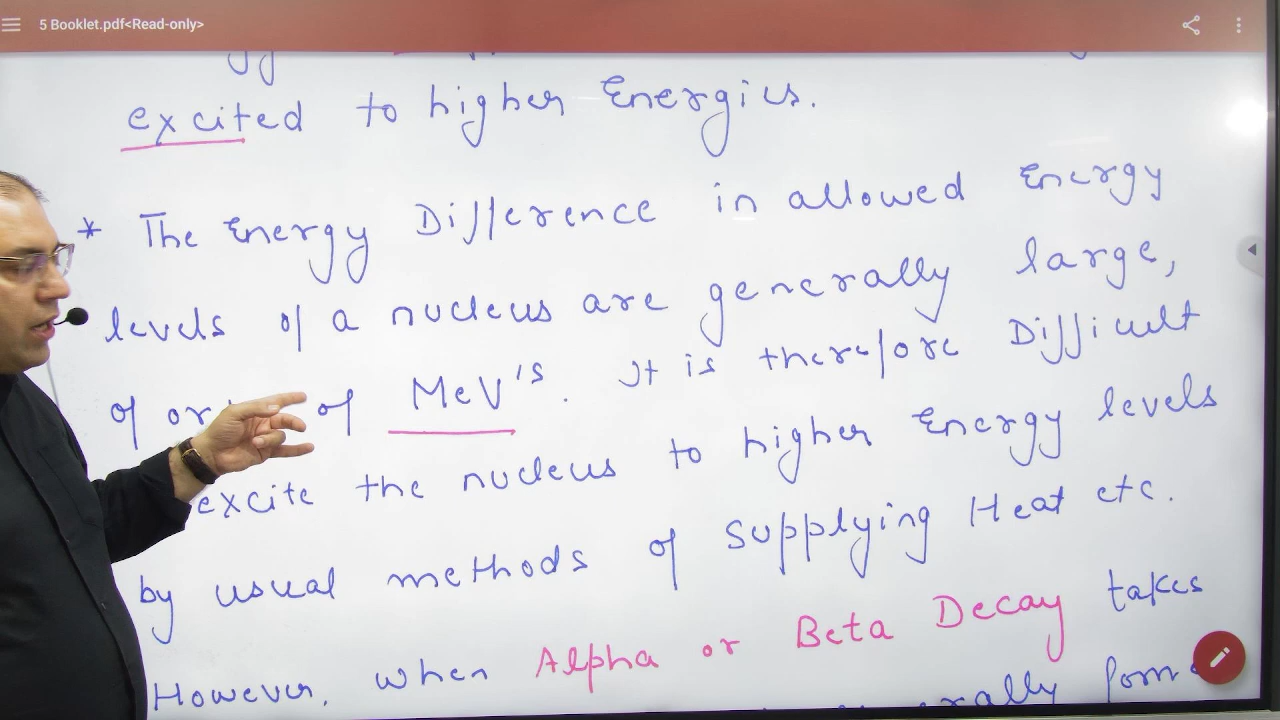 5 Booklet.pdf<Read-only>
excited to higher Energies.
* The Energy Difference in allowed Energy
levels of a nucleus are generally large,
of of MeV's. It is therefore Difficult
excite the nucleus to higher Energy levels
by usual methods of Supplying Heat etc.
However, when Alpha or Beta Decay takes